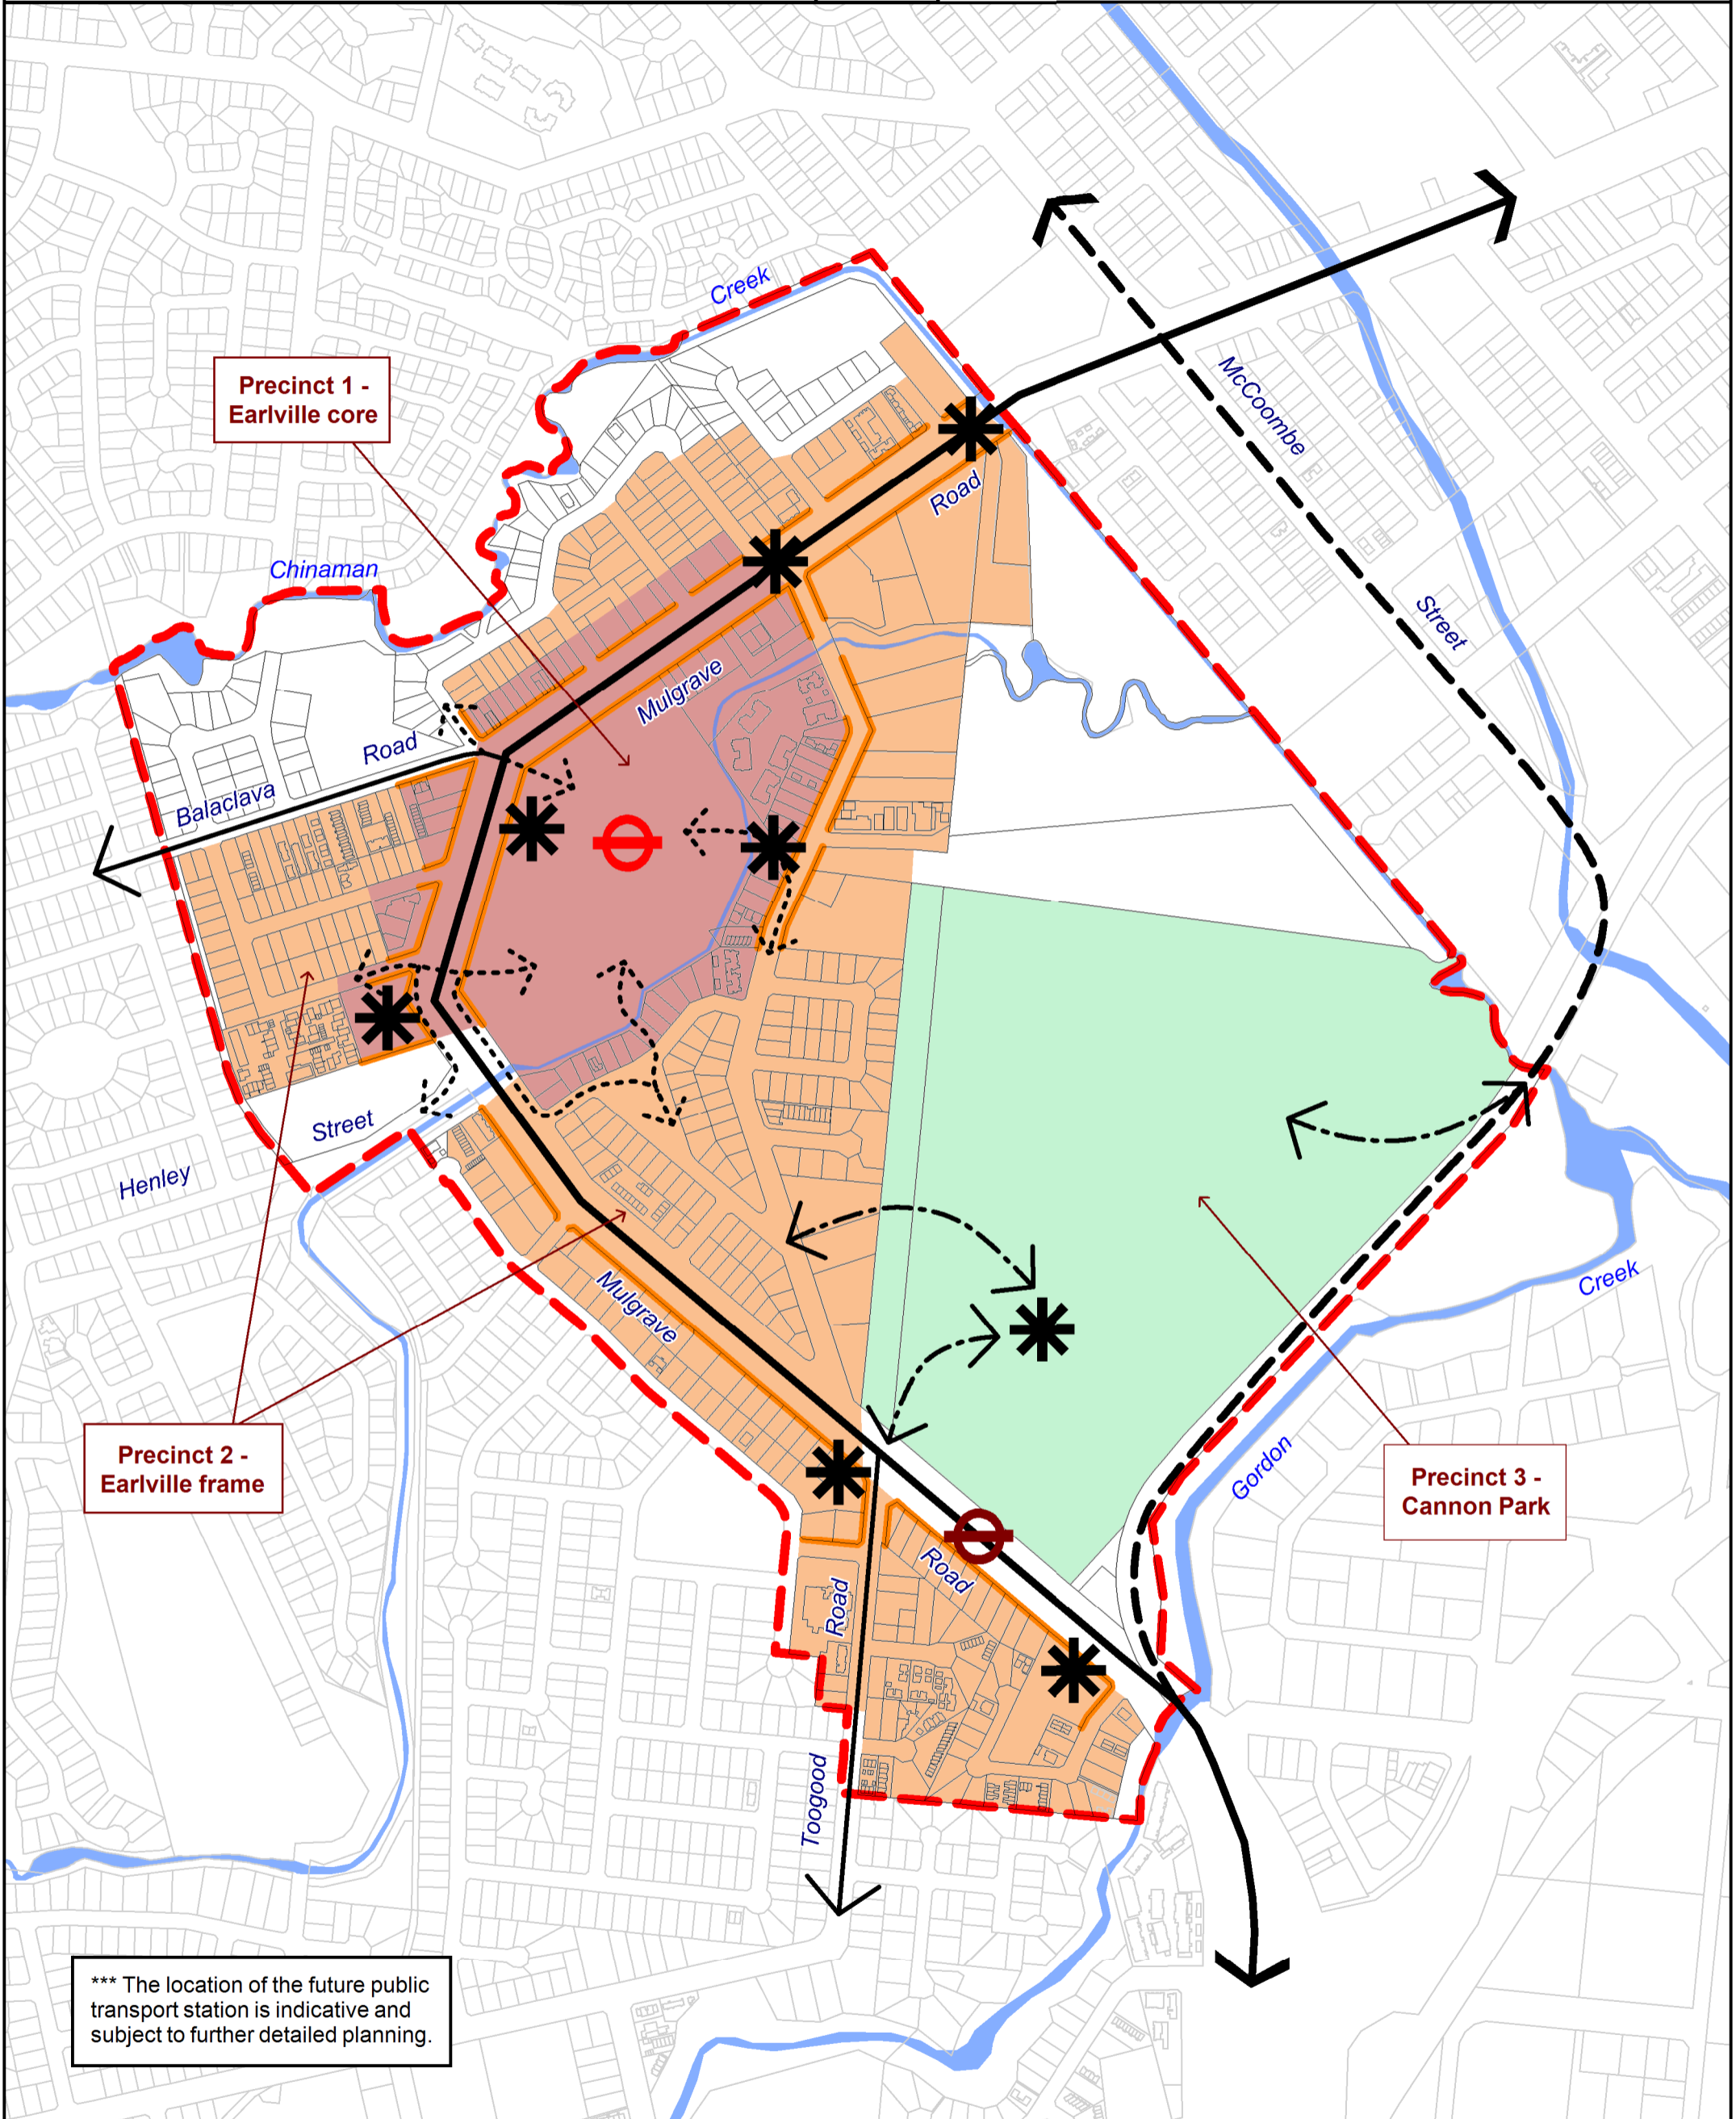 Creek
McCoombe
Precinct 1 -
Earlville core
Road
Chinaman
Street
Mulgrave
Road
Balaclava
Street
Henley
Creek
Mulgrave
Precinct 2 -
Earlville frame
Gordon
Precinct 3 -
Cannon Park
Road
Road
Toogood
*** The location of the future public
transport station is indicative and
subject to further detailed planning.